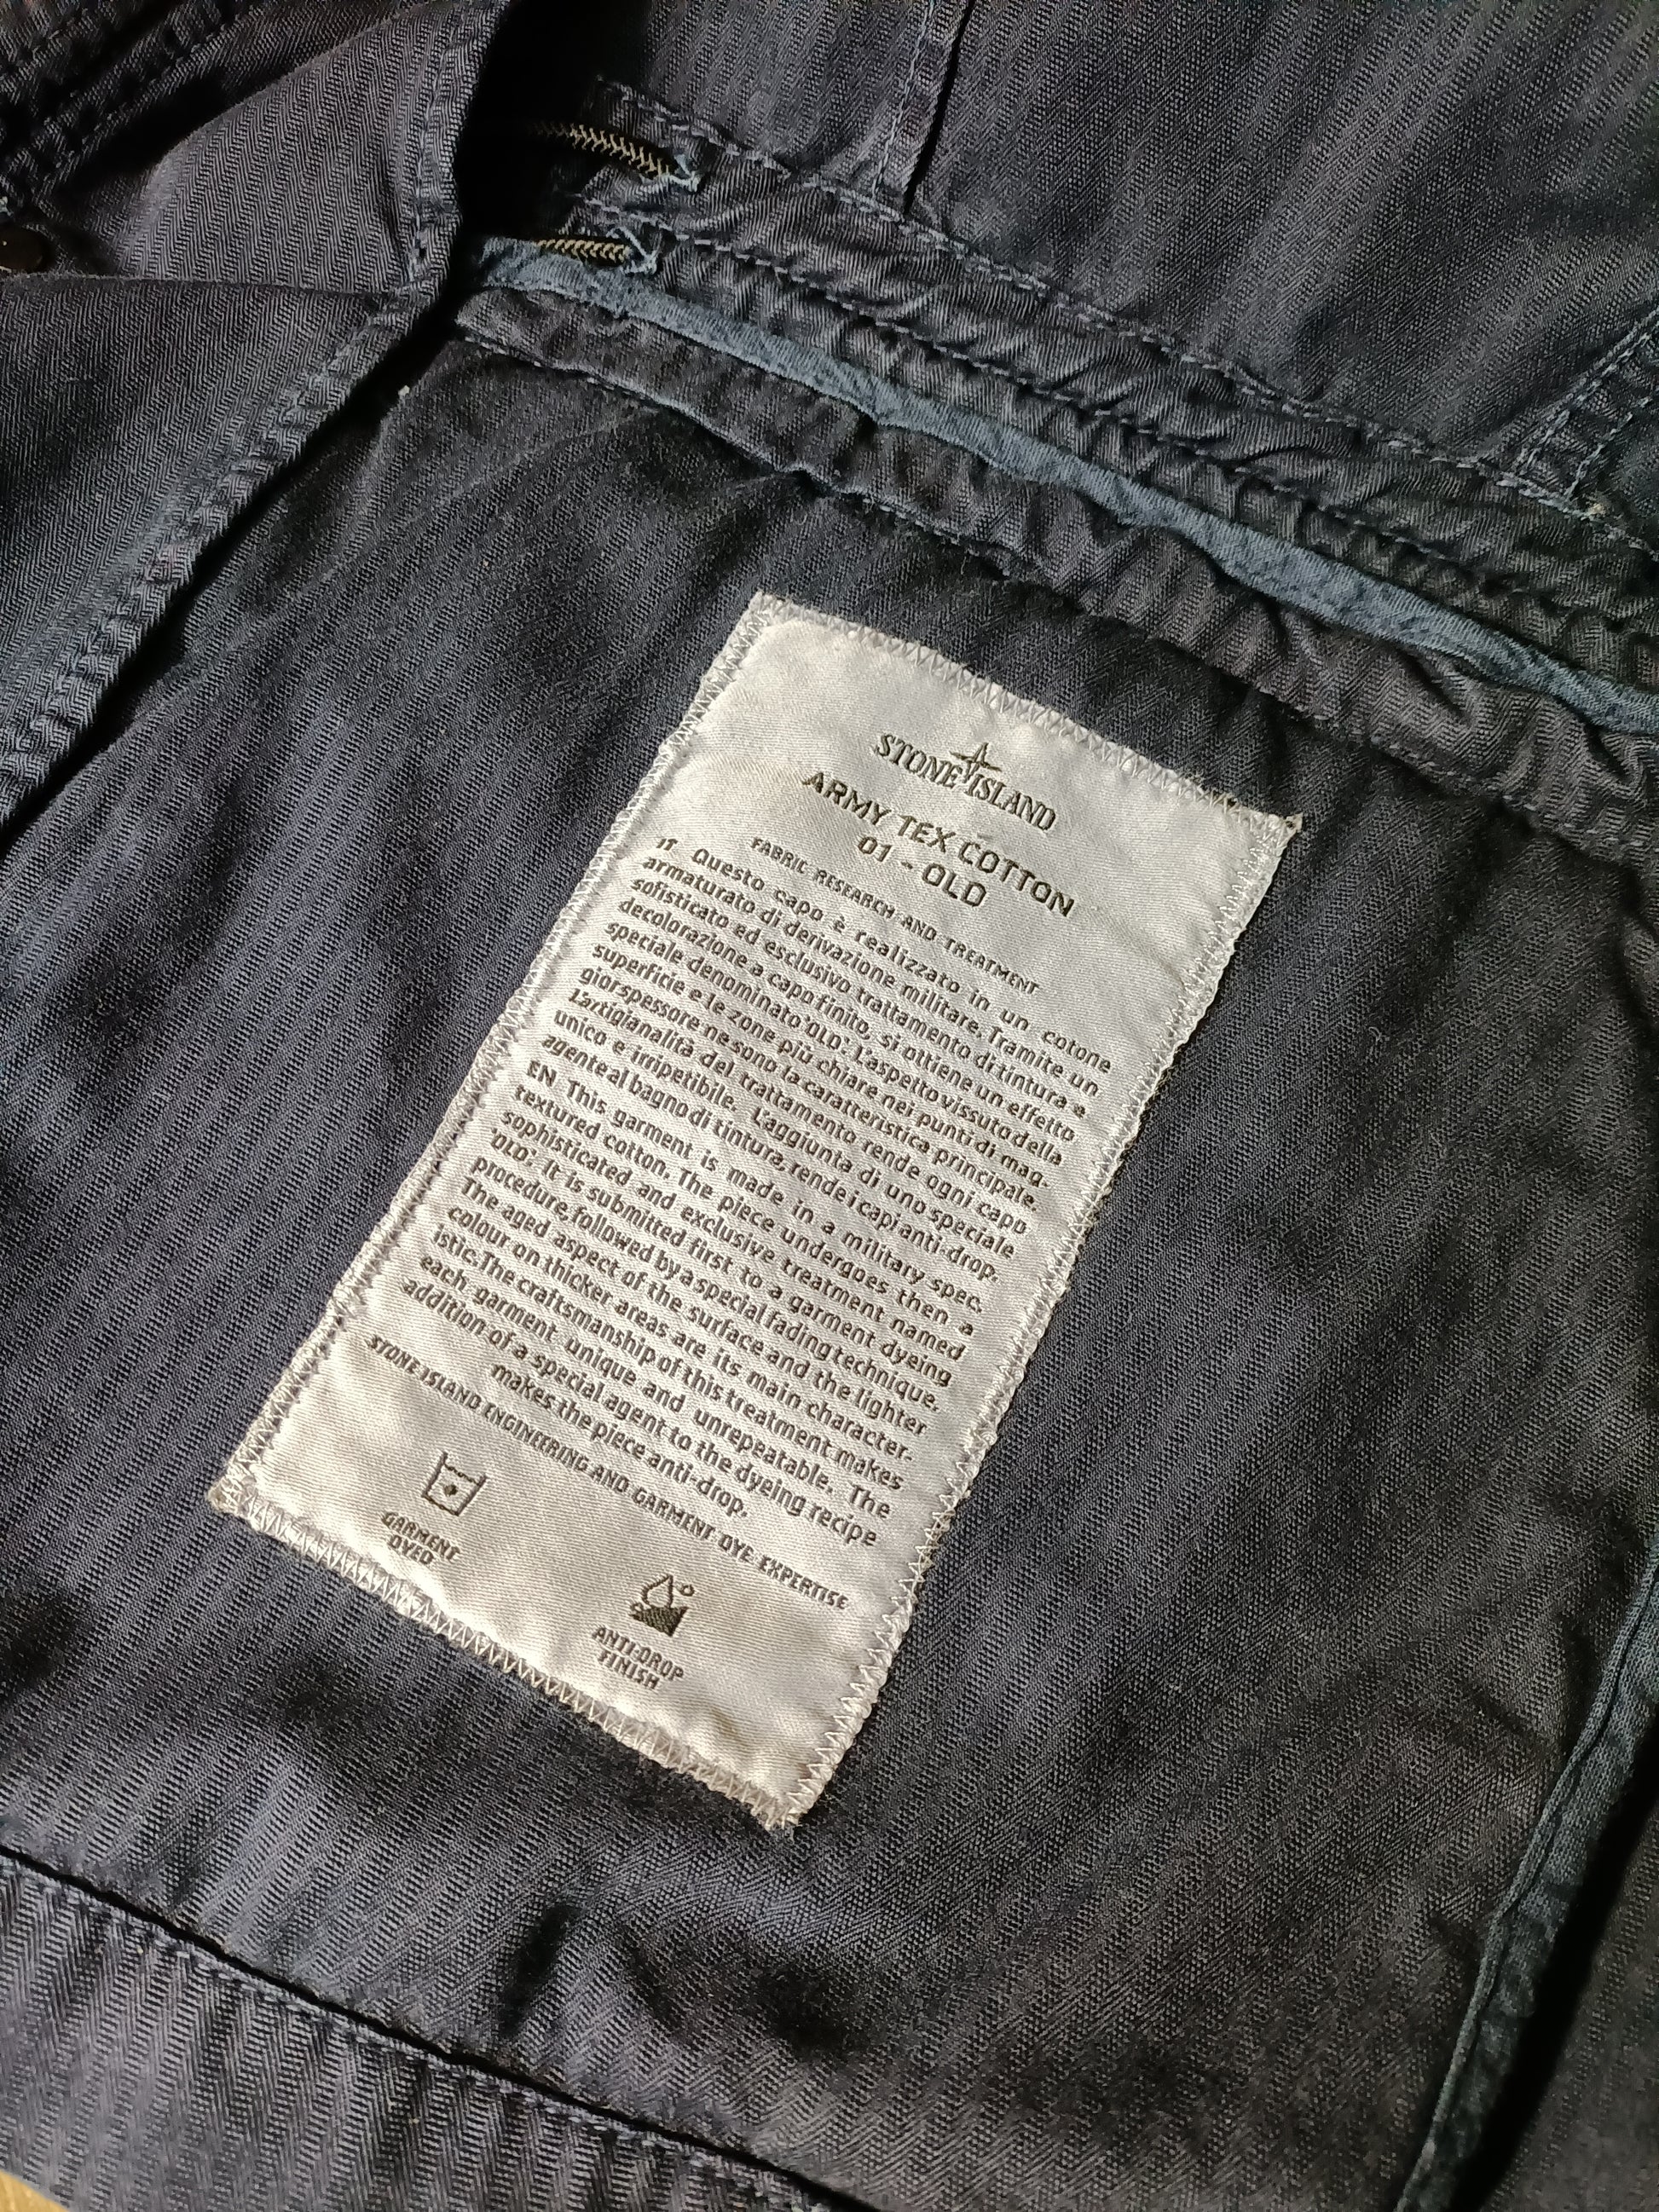 STONE ISLAND
ARMY TEX COTTON
01 - OLD
FABRIC RESEARCH AND TREATMENT
IT Questo capo è realizzato in un cotone
armaturato di derivazione militare. Tramite un
sofisticato ed esclusivo trattamento di tintura e
decolorazione a capo finito, si ottiene un effetto
speciale denominato 'OLD'. L'aspetto vissuto della
superficie e le zone più chiare nei punti di mag-
gior spessore ne sono la caratteristica principale.
L'artigianalità del trattamento rende ogni capo
unico e irripetibile. L'aggiunta di uno speciale
agente al bagno di tintura, rende i capi anti-drop.
EN This garment is made in a military spec.
textured cotton. The piece undergoes then a
sophisticated and exclusive treatment named
'OLD'. It is submitted first to a garment dyeing
procedure, followed by a special fading technique.
The aged aspect of the surface and the lighter
colour on thicker areas are its main character-
istic. The craftsmanship of this treatment makes
each garment unique and unrepeatable. The
addition of a special agent to the dyeing recipe
makes the piece anti-drop.
STONE ISLAND ENGINEERING AND GARMENT DYE EXPERTISE
GARMENT
DYED
ANTI-DROP
FINISH